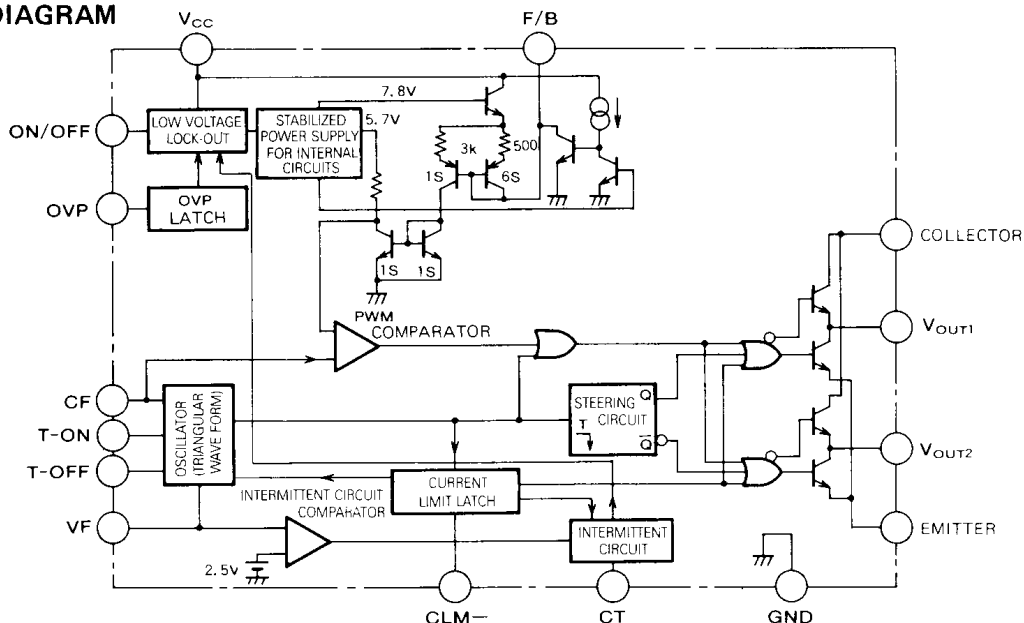 DIAGRAM
VCC
F/B
7.8V
ON/OFF
LOW VOLTAGE
LOCK-OUT
STABILIZED
POWER SUPPLY
FOR INTERNAL
CIRCUITS
5.7V
3k
500
1S
6S
OVP
OVP
LATCH
COLLECTOR
1S
1S
PWM
COMPARATOR
VOUT1
CF
T-ON
T-OFF
OSCILLATOR
(TRIANGULAR
WAVE FORM)
STEERING
CIRCUIT
Q
T
Q̅
VOUT2
INTERMITTENT CIRCUIT
COMPARATOR
CURRENT
LIMIT LATCH
VF
INTERMITTENT
CIRCUIT
EMITTER
2.5V
CLM−
CT
GND